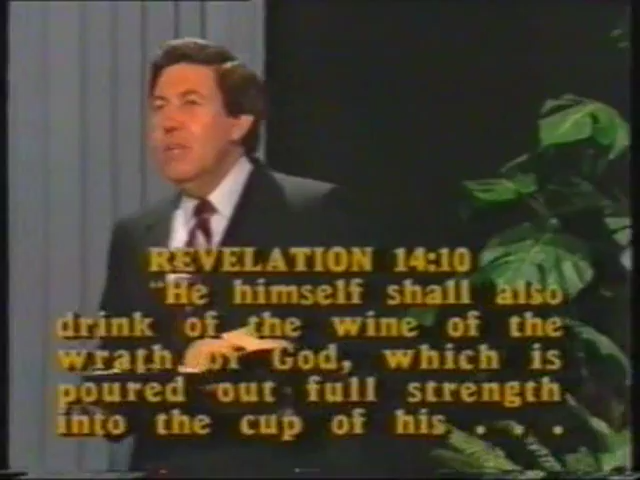 REVELATION 14:10
"He himself shall also
drink of the wine of the
wrath of God, which is
poured out full strength
into the cup of his . . .